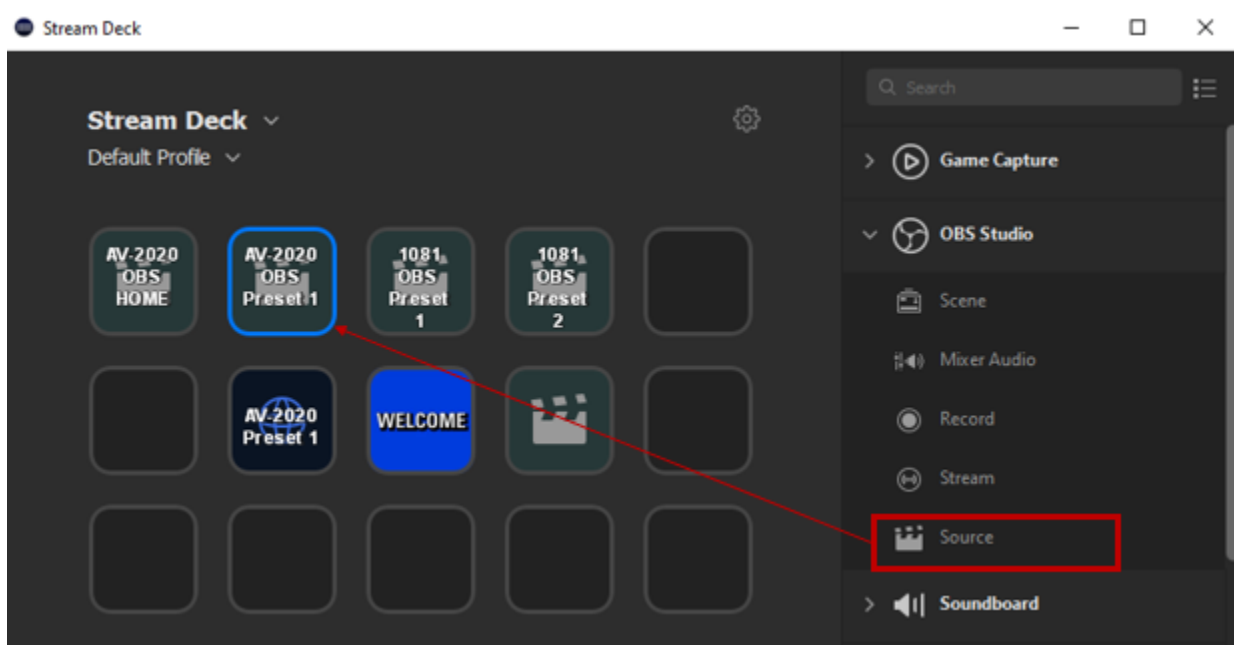 Stream Deck
Search
Stream Deck
Default Profile
Game Capture
OBS Studio
AV-2020
OBS
HOME
AV-2020
OBS
Preset 1
1081
OBS
Preset
1
1081
OBS
Preset
2
Scene
Mixer Audio
AV-2020
Preset 1
WELCOME
Record
Stream
Source
Soundboard